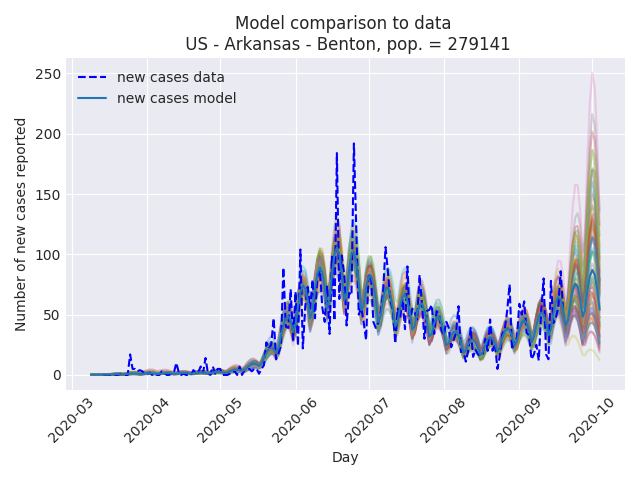 Model comparison to data
US - Arkansas - Benton, pop. = 279141
new cases data
new cases model
Number of new cases reported
250
200
150
100
50
0
2020-03
2020-04
2020-05
2020-06
2020-07
2020-08
2020-09
2020-10
Day